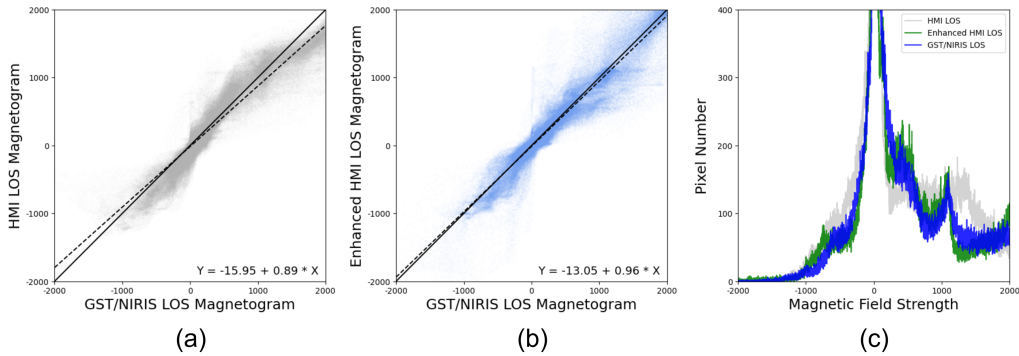 HMI LOS Magnetogram
2000
1000
0
-1000
-2000
-2000
-1000
0
1000
2000
Y = -15.95 + 0.89 * X
GST/NIRIS LOS Magnetogram
(a)
Enhanced HMI LOS Magnetogram
2000
1000
0
-1000
-2000
-2000
-1000
0
1000
2000
Y = -13.05 + 0.96 * X
GST/NIRIS LOS Magnetogram
(b)
Pixel Number
400
300
200
100
0
-2000
-1000
0
1000
2000
HMI LOS
Enhanced HMI LOS
GST/NIRIS LOS
Magnetic Field Strength
(c)